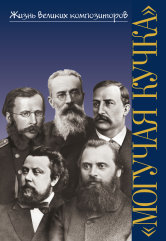 Жизнь великих композиторов
«МОГУЧАЯ КУЧКА»